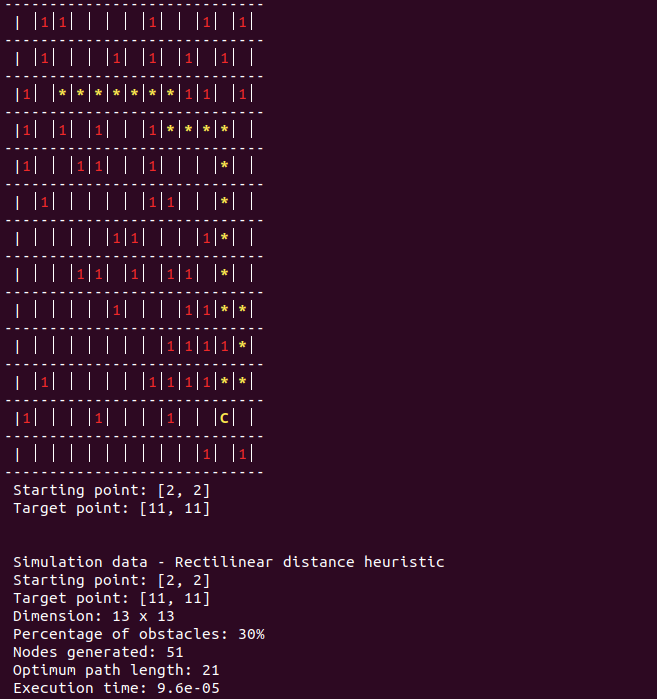 -----------------------------
| |1|1| | | | |1| | |1| |1|
-----------------------------
| |1| | | |1| |1| |1| |1| |
-----------------------------
|1| |*|*|*|*|*|*|*|1|1| |1|
-----------------------------
|1| |1| |1| | |1|*|*|*|*| |
-----------------------------
|1| | |1|1| | |1| | | |*| |
-----------------------------
| |1| | | | | |1|1| | |*| |
-----------------------------
| | | | | |1|1| | | |1|*| |
-----------------------------
| | | |1|1| |1| |1|1| |*| |
-----------------------------
| | | | | |1| | | |1|1|*|*|
-----------------------------
| | | | | | | | |1|1|1|1|*|
-----------------------------
| |1| | | | | |1|1|1|1|*|*|
-----------------------------
|1| | | |1| | | |1| | |C| |
-----------------------------
| | | | | | | | | | |1| |1|
-----------------------------
Starting point: [2, 2]
Target point: [11, 11]
Simulation data - Rectilinear distance heuristic
Starting point: [2, 2]
Target point: [11, 11]
Dimension: 13 x 13
Percentage of obstacles: 30%
Nodes generated: 51
Optimum path length: 21
Execution time: 9.6e-05